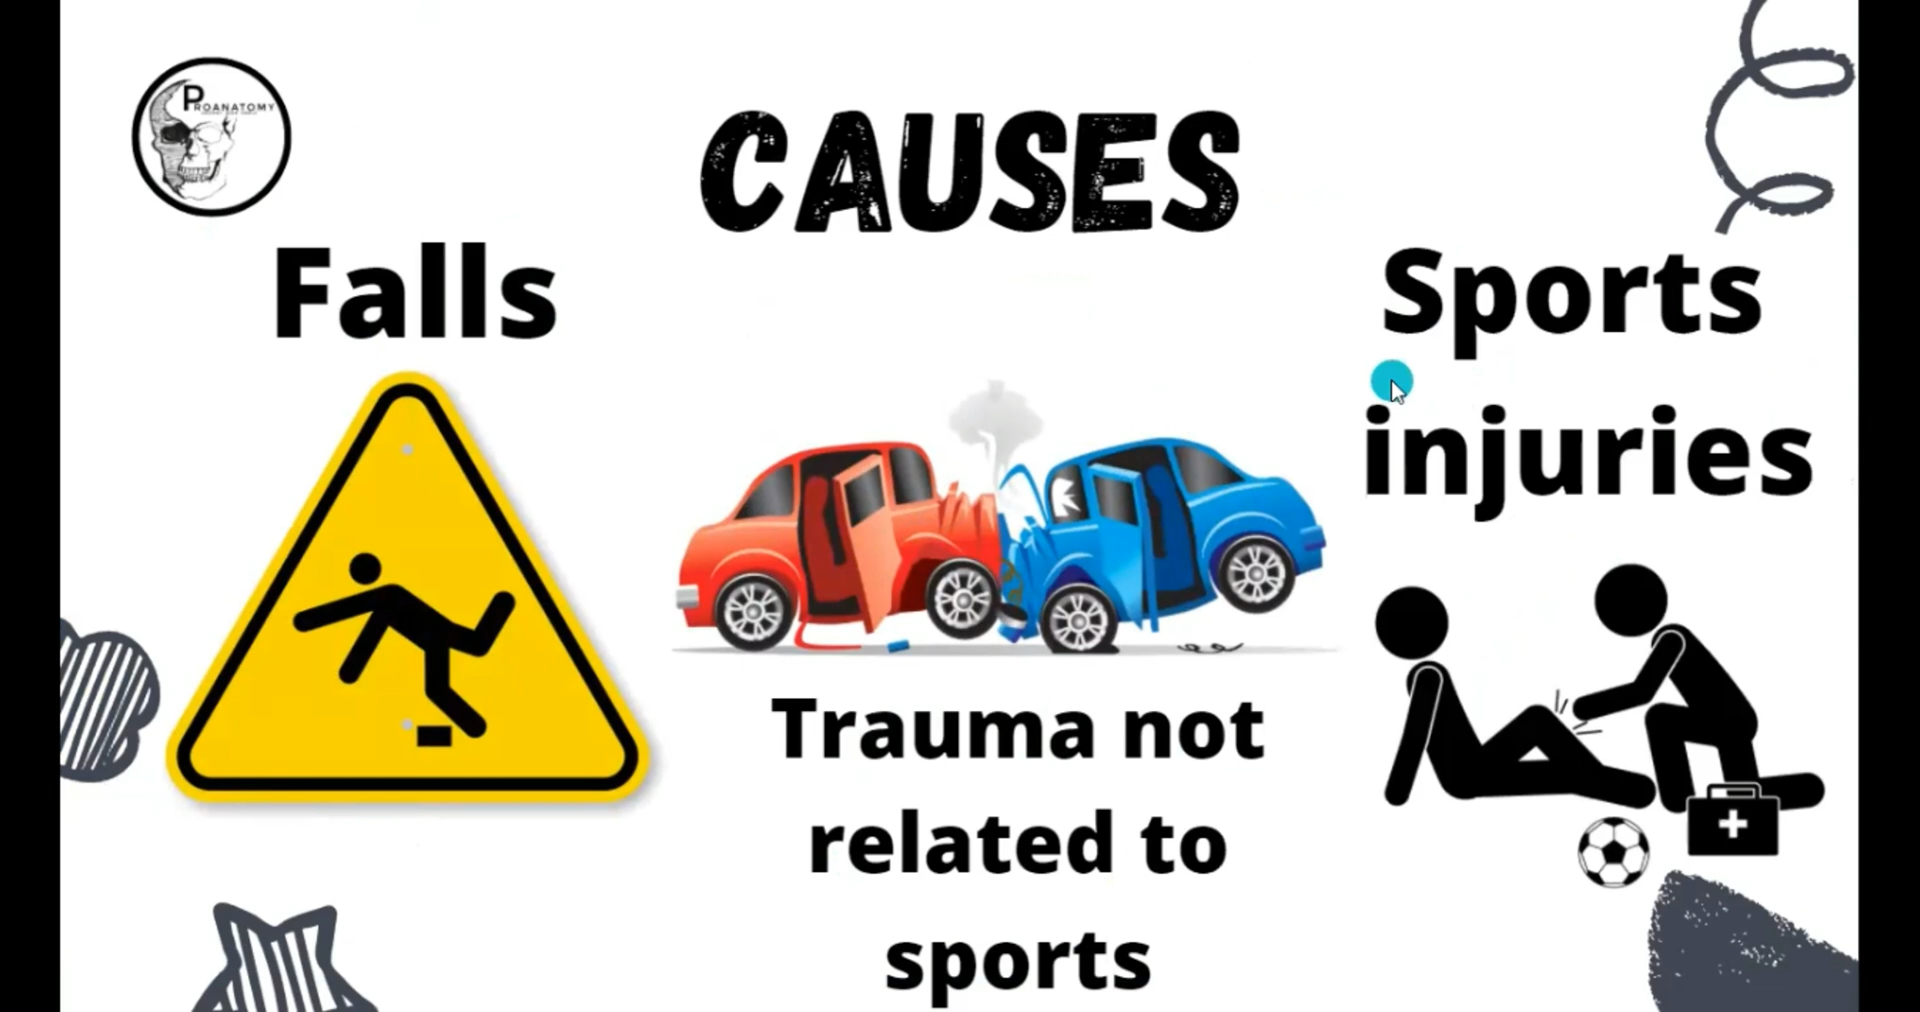 PROANATOMY
CAUSES
Falls
Sports
injuries
Trauma not
related to
sports